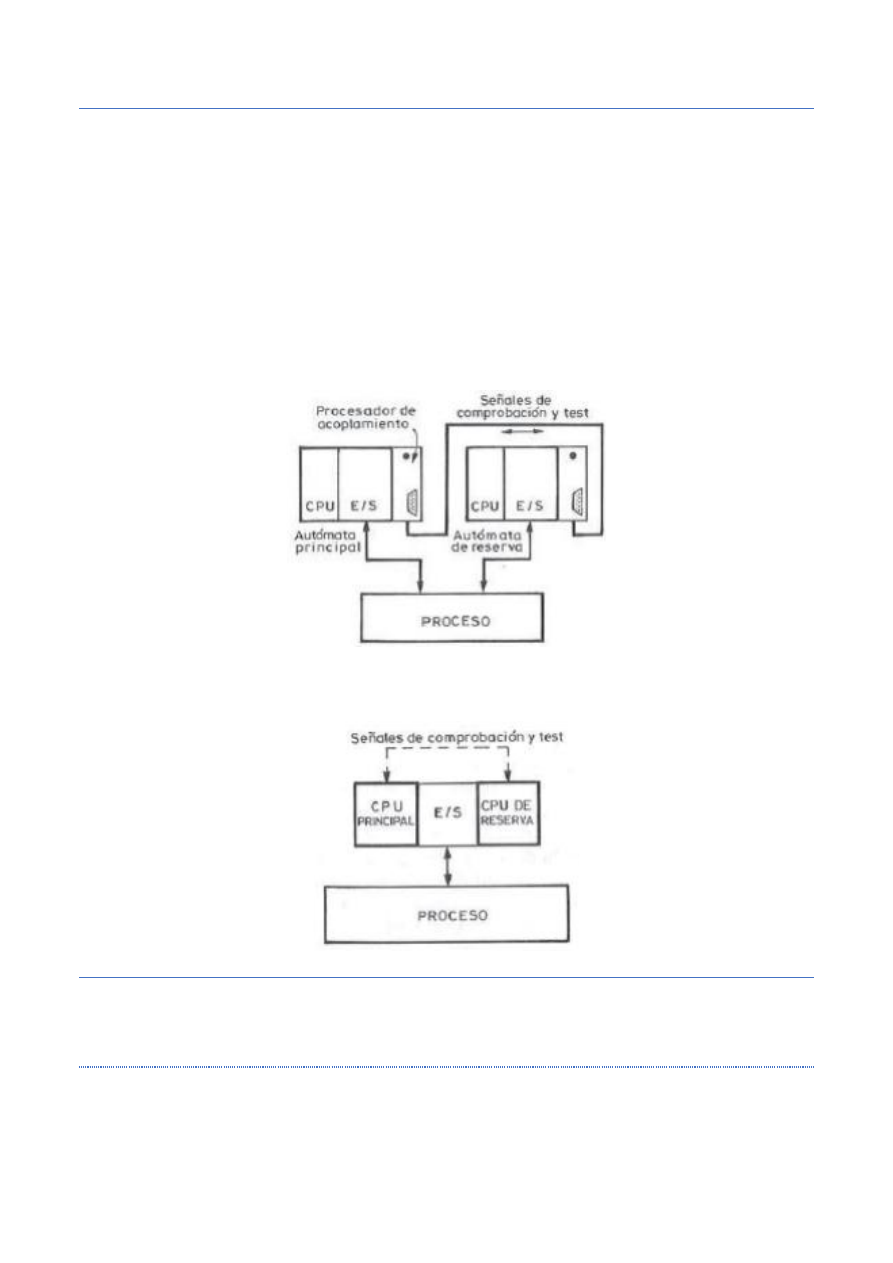 Procesador de
acoplamiento
Señales de
comprobación y test
CPU
E/S
CPU
E/S
Autómata
principal
Autómata
de reserva
PROCESO
Señales de comprobación y test
CPU
PRINCIPAL
E/S
CPU DE
RESERVA
PROCESO